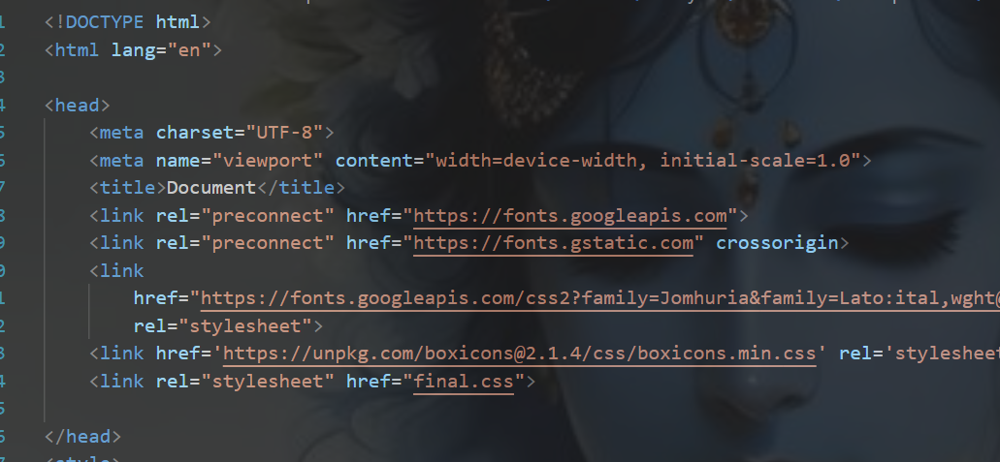 <!DOCTYPE html>
<html lang="en">
<head>
<meta charset="UTF-8">
<meta name="viewport" content="width=device-width, initial-scale=1.0">
<title>Document</title>
<link rel="preconnect" href="https://fonts.googleapis.com">
<link rel="preconnect" href="https://fonts.gstatic.com" crossorigin>
<link
href="https://fonts.googleapis.com/css2?family=Jomhuria&family=Lato:ital,wght@
rel="stylesheet">
<link href='https://unpkg.com/boxicons@2.1.4/css/boxicons.min.css' rel='stylesheet
<link rel="stylesheet" href="final.css">
</head>
<style>